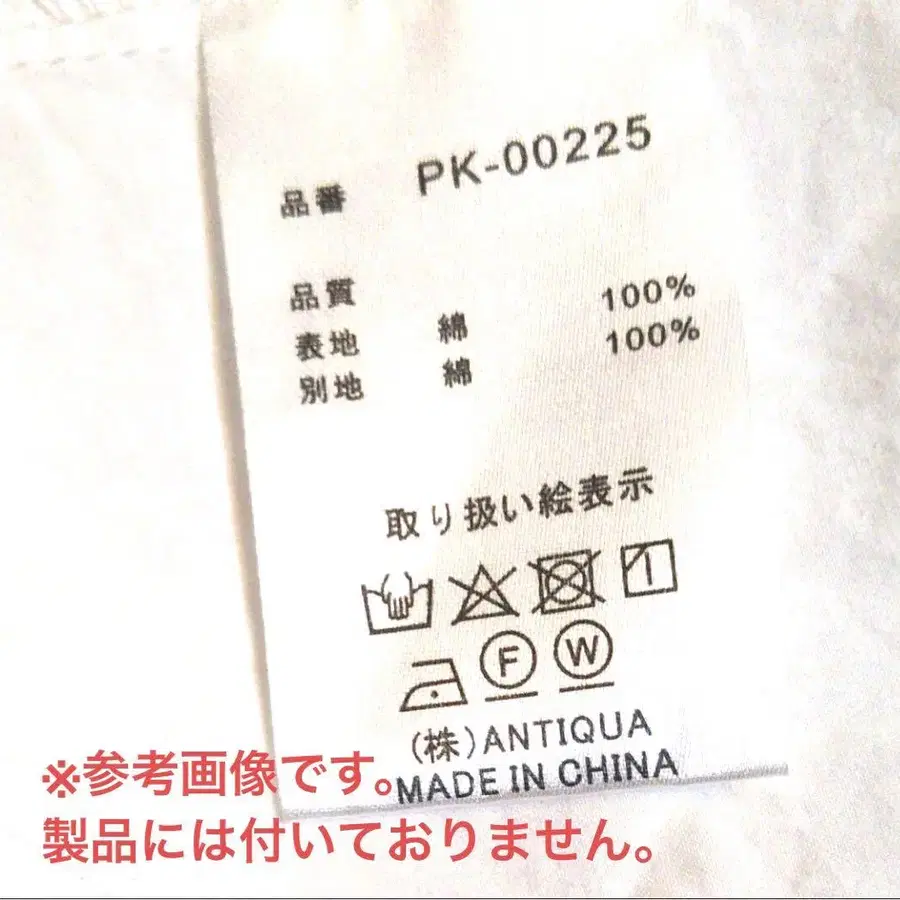 品番 PK-00225
品質
表地 綿 100%
別地 綿 100%
取り扱い絵表示
F W
(株)ANTIQUA
MADE IN CHINA
※参考画像です。
製品には付いておりません。